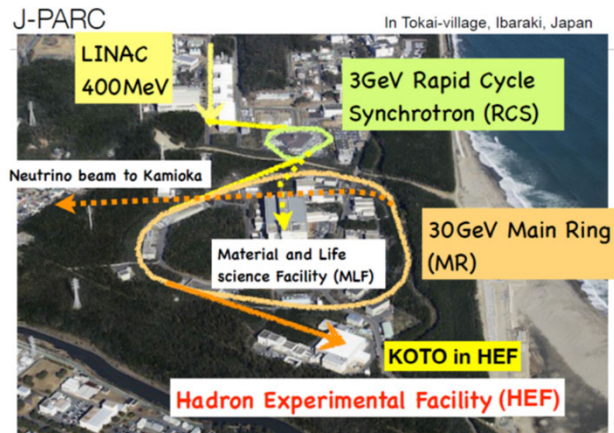 J-PARC
In Tokai-village, Ibaraki, Japan
LINAC
400MeV
3GeV Rapid Cycle
Synchrotron (RCS)
Neutrino beam to Kamioka
30GeV Main Ring
(MR)
Material and Life
science Facility (MLF)
KOTO in HEF
Hadron Experimental Facility (HEF)